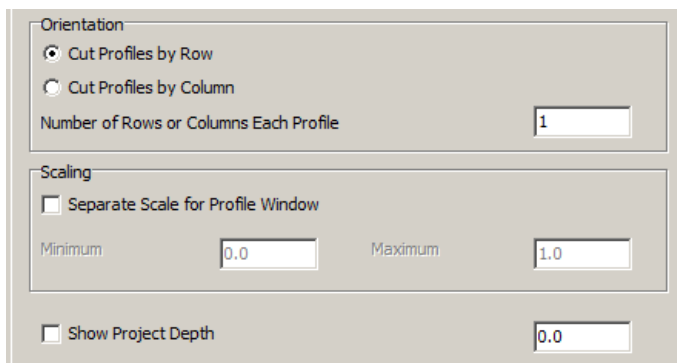 Orientation
Cut Profiles by Row
Cut Profiles by Column
Number of Rows or Columns Each Profile 1
Scaling
Separate Scale for Profile Window
Minimum 0.0 Maximum 1.0
Show Project Depth 0.0